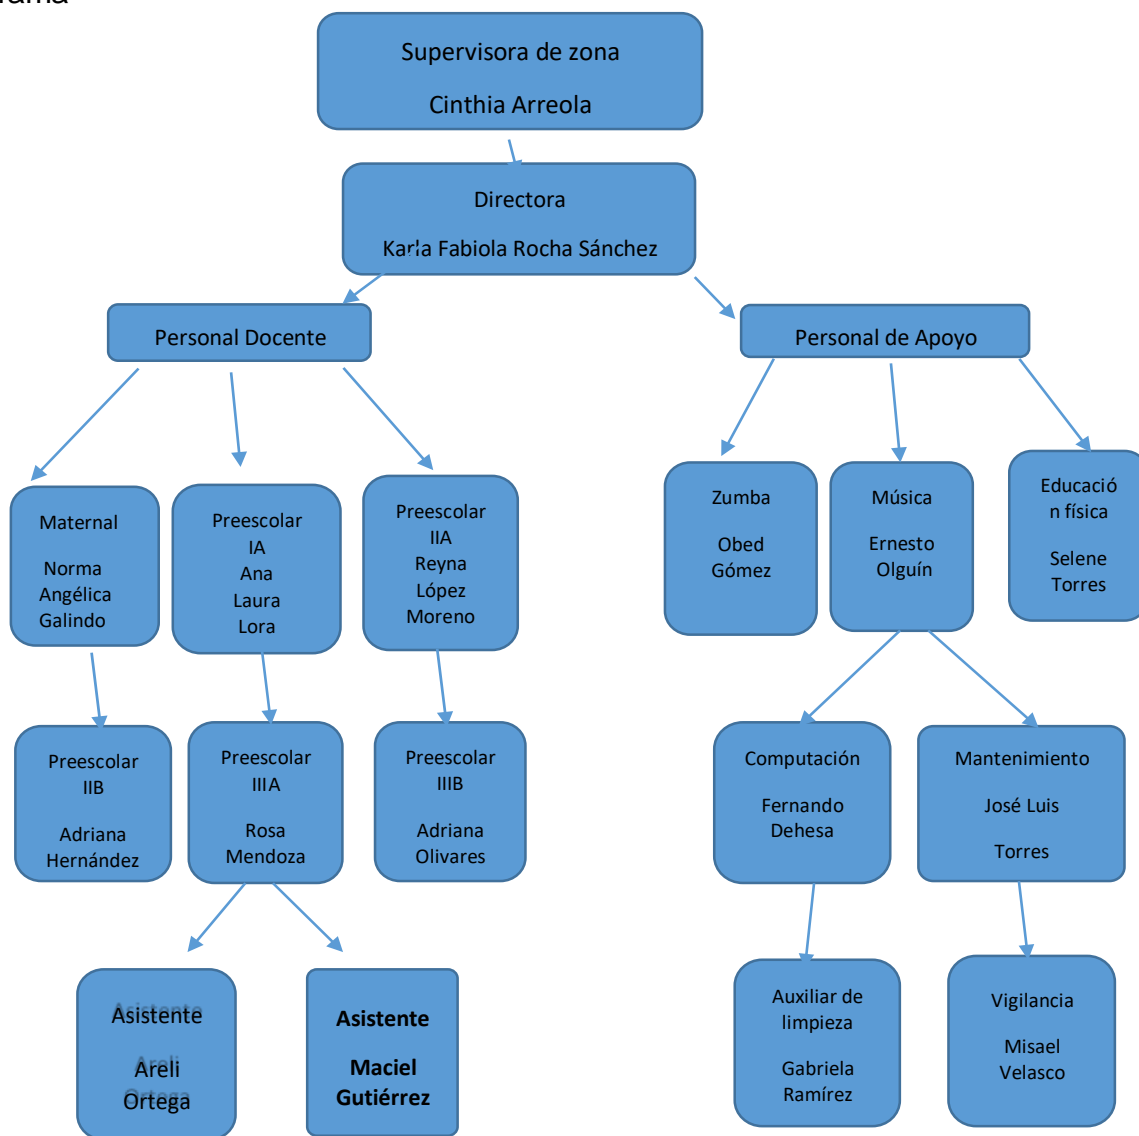 Supervisora de zona
Cinthia Arreola
Directora
Karla Fabiola Rocha Sánchez
Personal Docente
Personal de Apoyo
Maternal
Norma
Angélica
Galindo
Preescolar
IA
Ana
Laura
Lora
Preescolar
IIA
Reyna
López
Moreno
Zumba
Obed
Gómez
Música
Ernesto
Olguín
Educació
n física
Selene
Torres
Preescolar
IIB
Adriana
Hernández
Preescolar
IIIA
Rosa
Mendoza
Preescolar
IIIB
Adriana
Olivares
Computación
Fernando
Dehesa
Mantenimiento
José Luis
Torres
Asistente
Areli
Ortega
Asistente
Maciel
Gutiérrez
Auxiliar de
limpieza
Gabriela
Ramírez
Vigilancia
Misael
Velasco